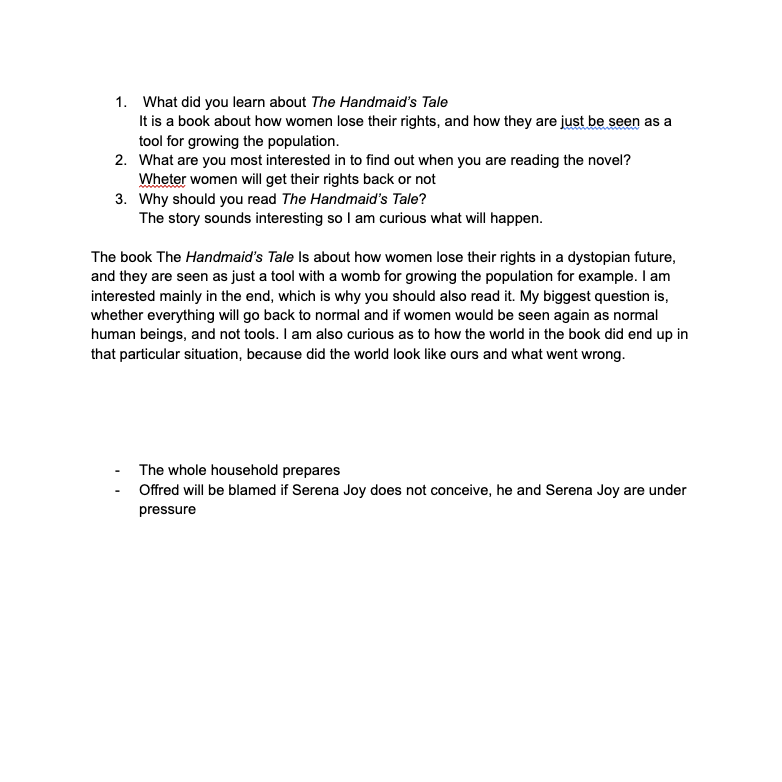 1. What did you learn about The Handmaid's Tale
It is a book about how women lose their rights, and how they are just be seen as a
tool for growing the population.
2. What are you most interested in to find out when you are reading the novel?
Wheter women will get their rights back or not
3. Why should you read The Handmaid's Tale?
The story sounds interesting so I am curious what will happen.
The book The Handmaid's Tale Is about how women lose their rights in a dystopian future,
and they are seen as just a tool with a womb for growing the population for example. I am
interested mainly in the end, which is why you should also read it. My biggest question is,
whether everything will go back to normal and if women would be seen again as normal
human beings, and not tools. I am also curious as to how the world in the book did end up in
that particular situation, because did the world look like ours and what went wrong.
- The whole household prepares
- Offred will be blamed if Serena Joy does not conceive, he and Serena Joy are under
pressure